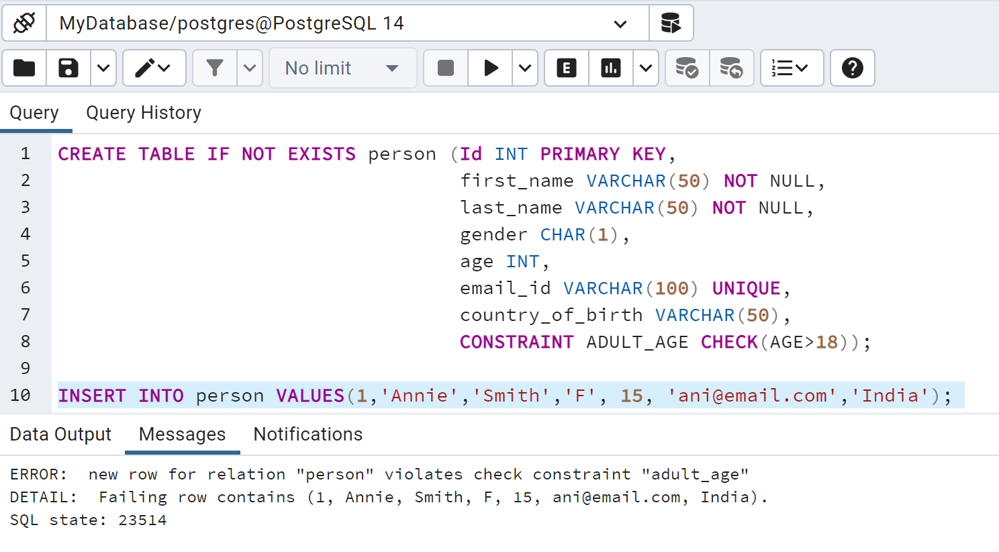 MyDatabase/postgres@PostgreSQL 14
No limit
E
Query Query History
1 CREATE TABLE IF NOT EXISTS person (Id INT PRIMARY KEY,
2 first_name VARCHAR(50) NOT NULL,
3 last_name VARCHAR(50) NOT NULL,
4 gender CHAR(1),
5 age INT,
6 email_id VARCHAR(100) UNIQUE,
7 country_of_birth VARCHAR(50),
8 CONSTRAINT ADULT_AGE CHECK(AGE>18));
9
10 INSERT INTO person VALUES(1,'Annie','Smith','F', 15, 'ani@email.com','India');
Data Output Messages Notifications
ERROR:  new row for relation "person" violates check constraint "adult_age"
DETAIL:  Failing row contains (1, Annie, Smith, F, 15, ani@email.com, India).
SQL state: 23514